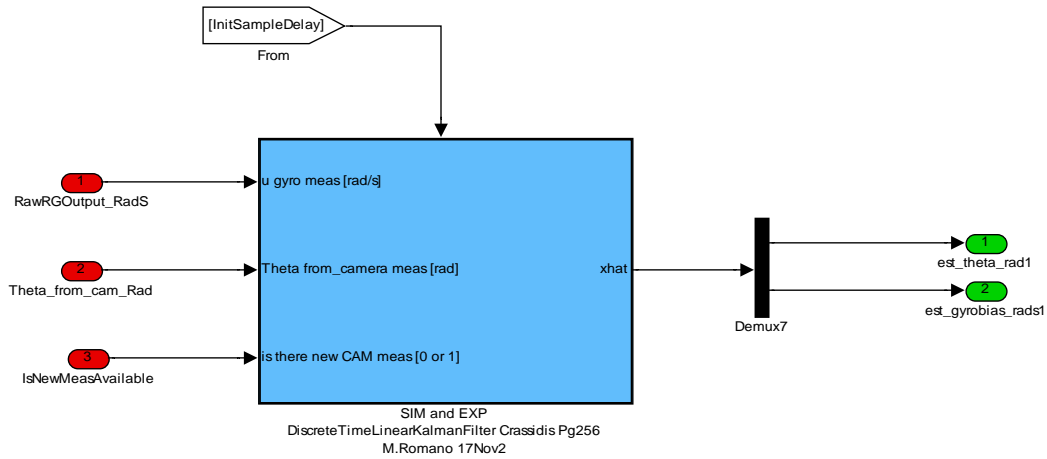 [InitSampleDelay]
From
1
RawRGOutput_RadS
u gyro meas [rad/s]
2
Theta_from_cam_Rad
Theta from_camera meas [rad]
xhat
3
IsNewMeasAvailable
is there new CAM meas [0 or 1]
Demux7
1
est_theta_rad1
2
est_gyrobias_rads1
SIM and EXP
DiscreteTimeLinearKalmanFilter Crassidis Pg256
M.Romano 17Nov2